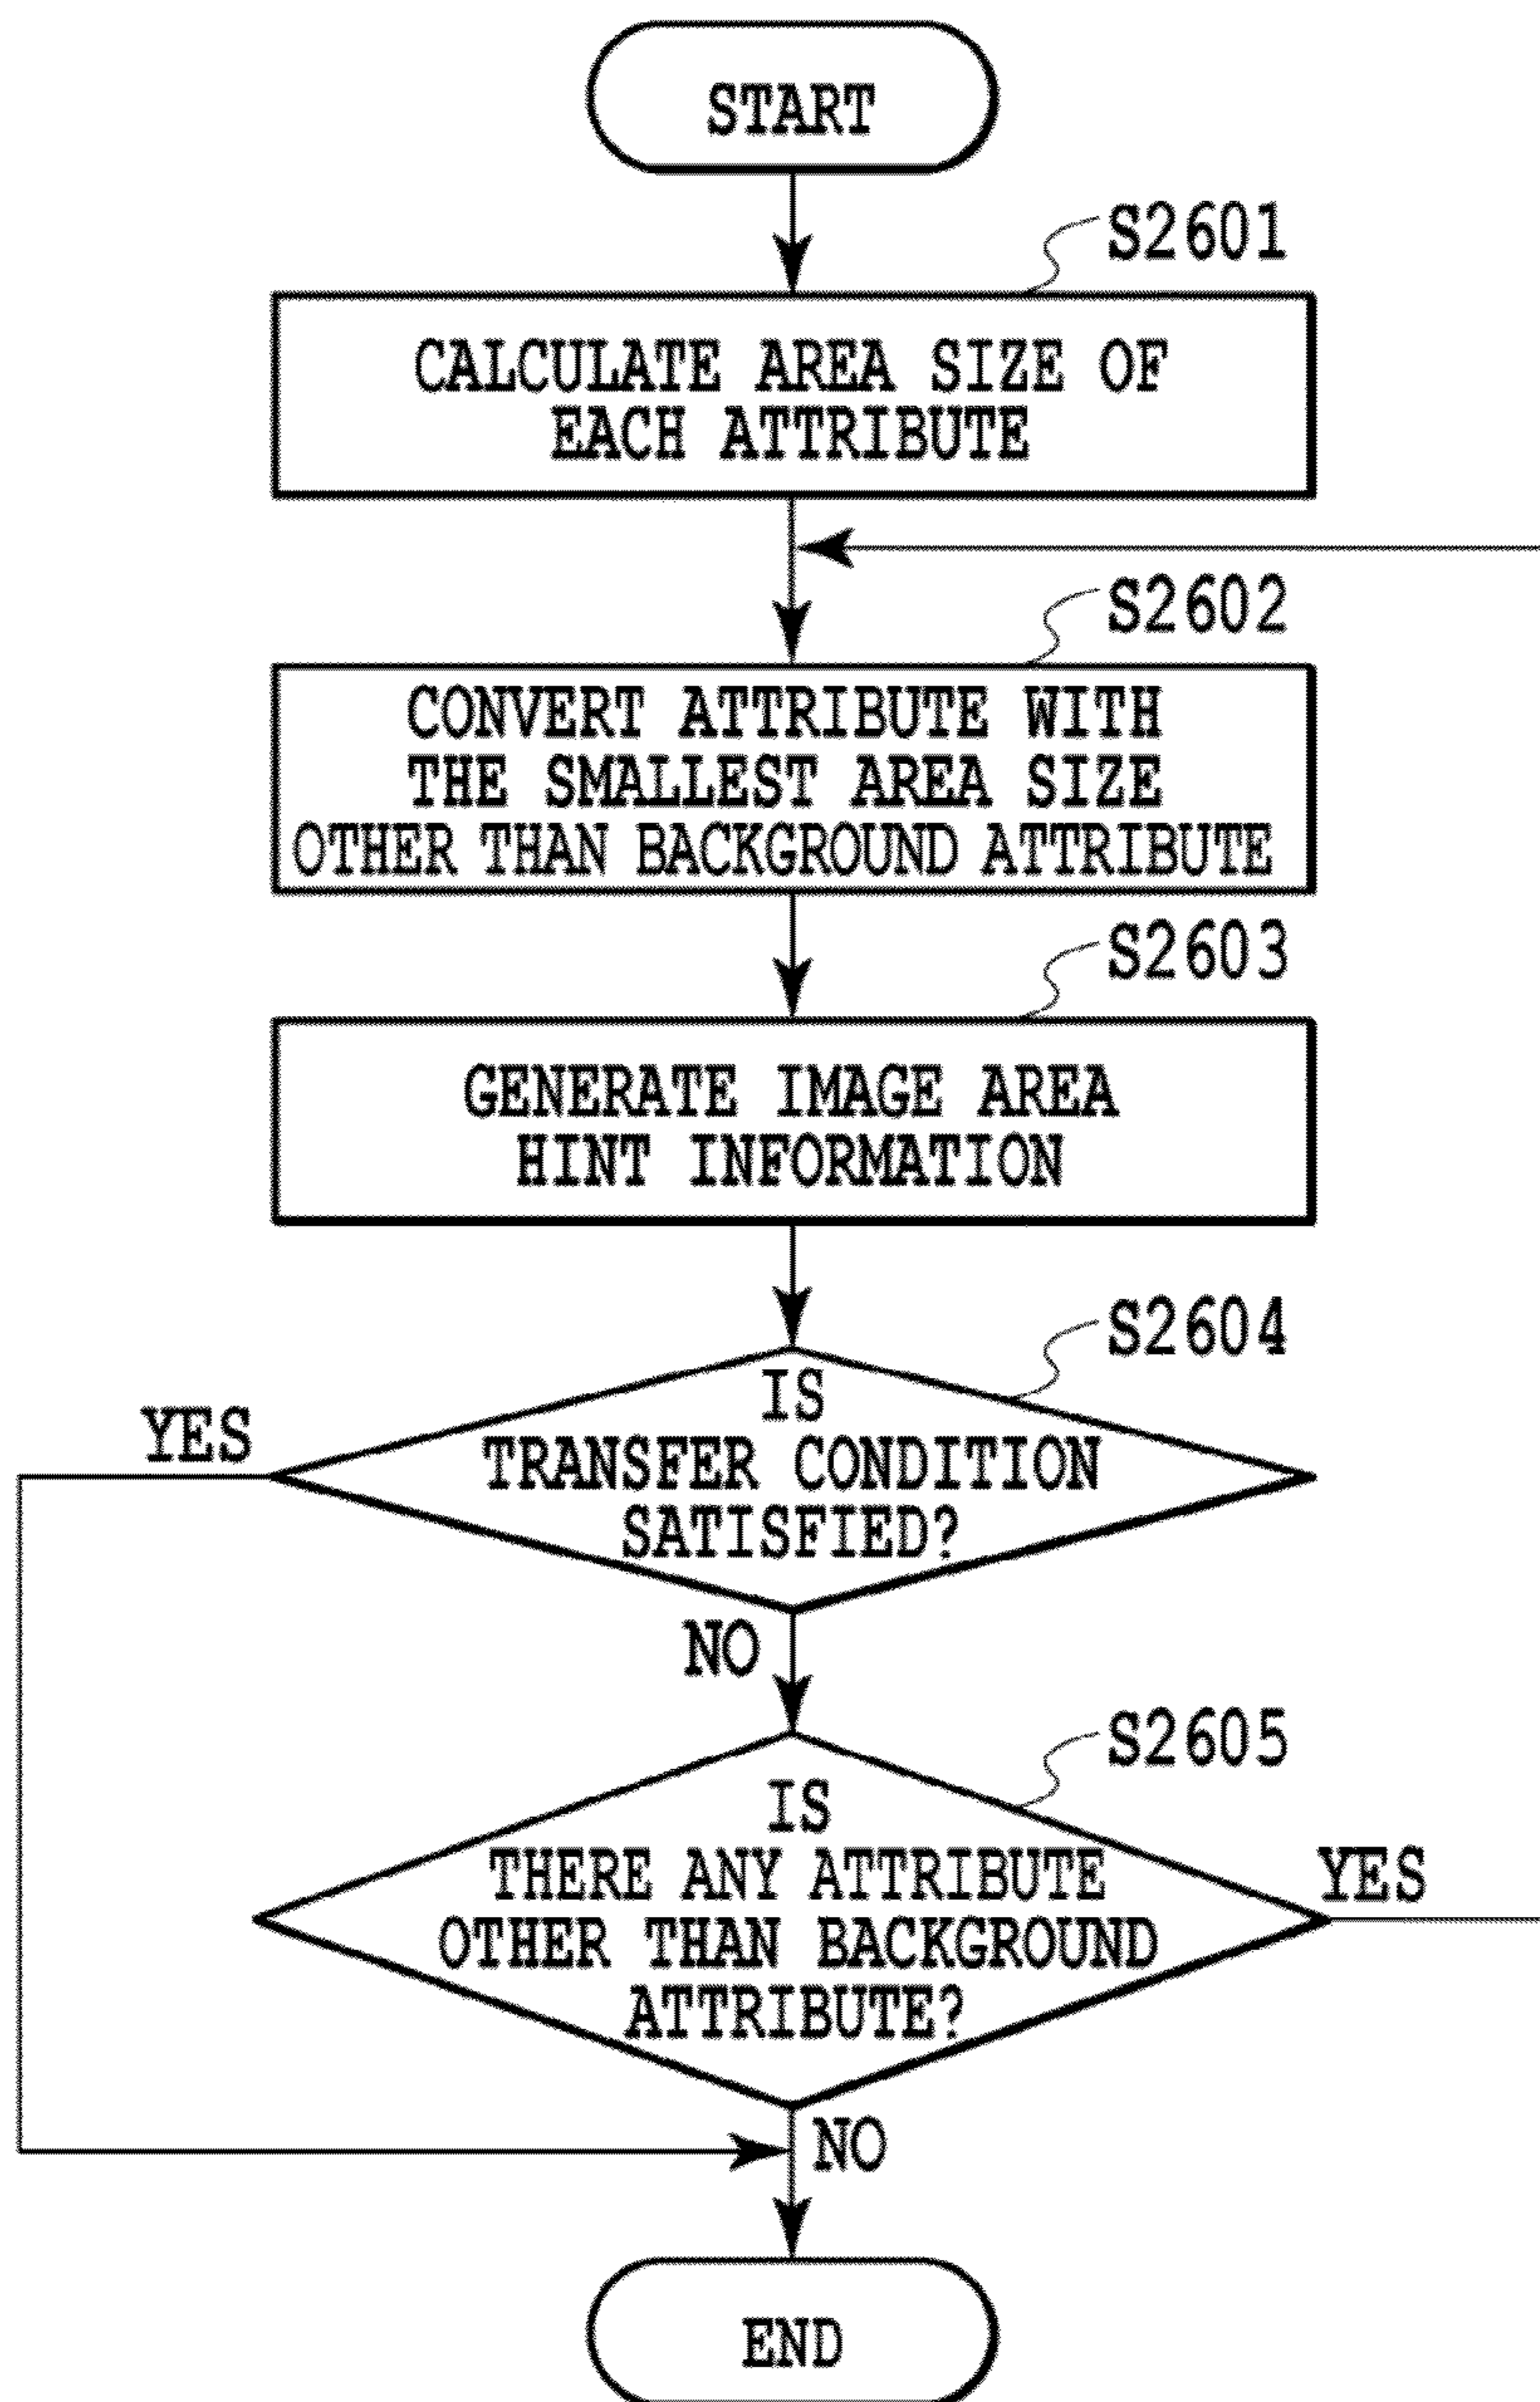 START
S2601
CALCULATE AREA SIZE OF
EACH ATTRIBUTE
S2602
CONVERT ATTRIBUTE WITH
THE SMALLEST AREA SIZE
OTHER THAN BACKGROUND ATTRIBUTE
S2603
GENERATE IMAGE AREA
HINT INFORMATION
S2604
IS
YES
TRANSFER CONDITION
SATISFIED?
NO
S2605
IS
THERE ANY ATTRIBUTE
YES
OTHER THAN BACKGROUND
ATTRIBUTE?
NO
END